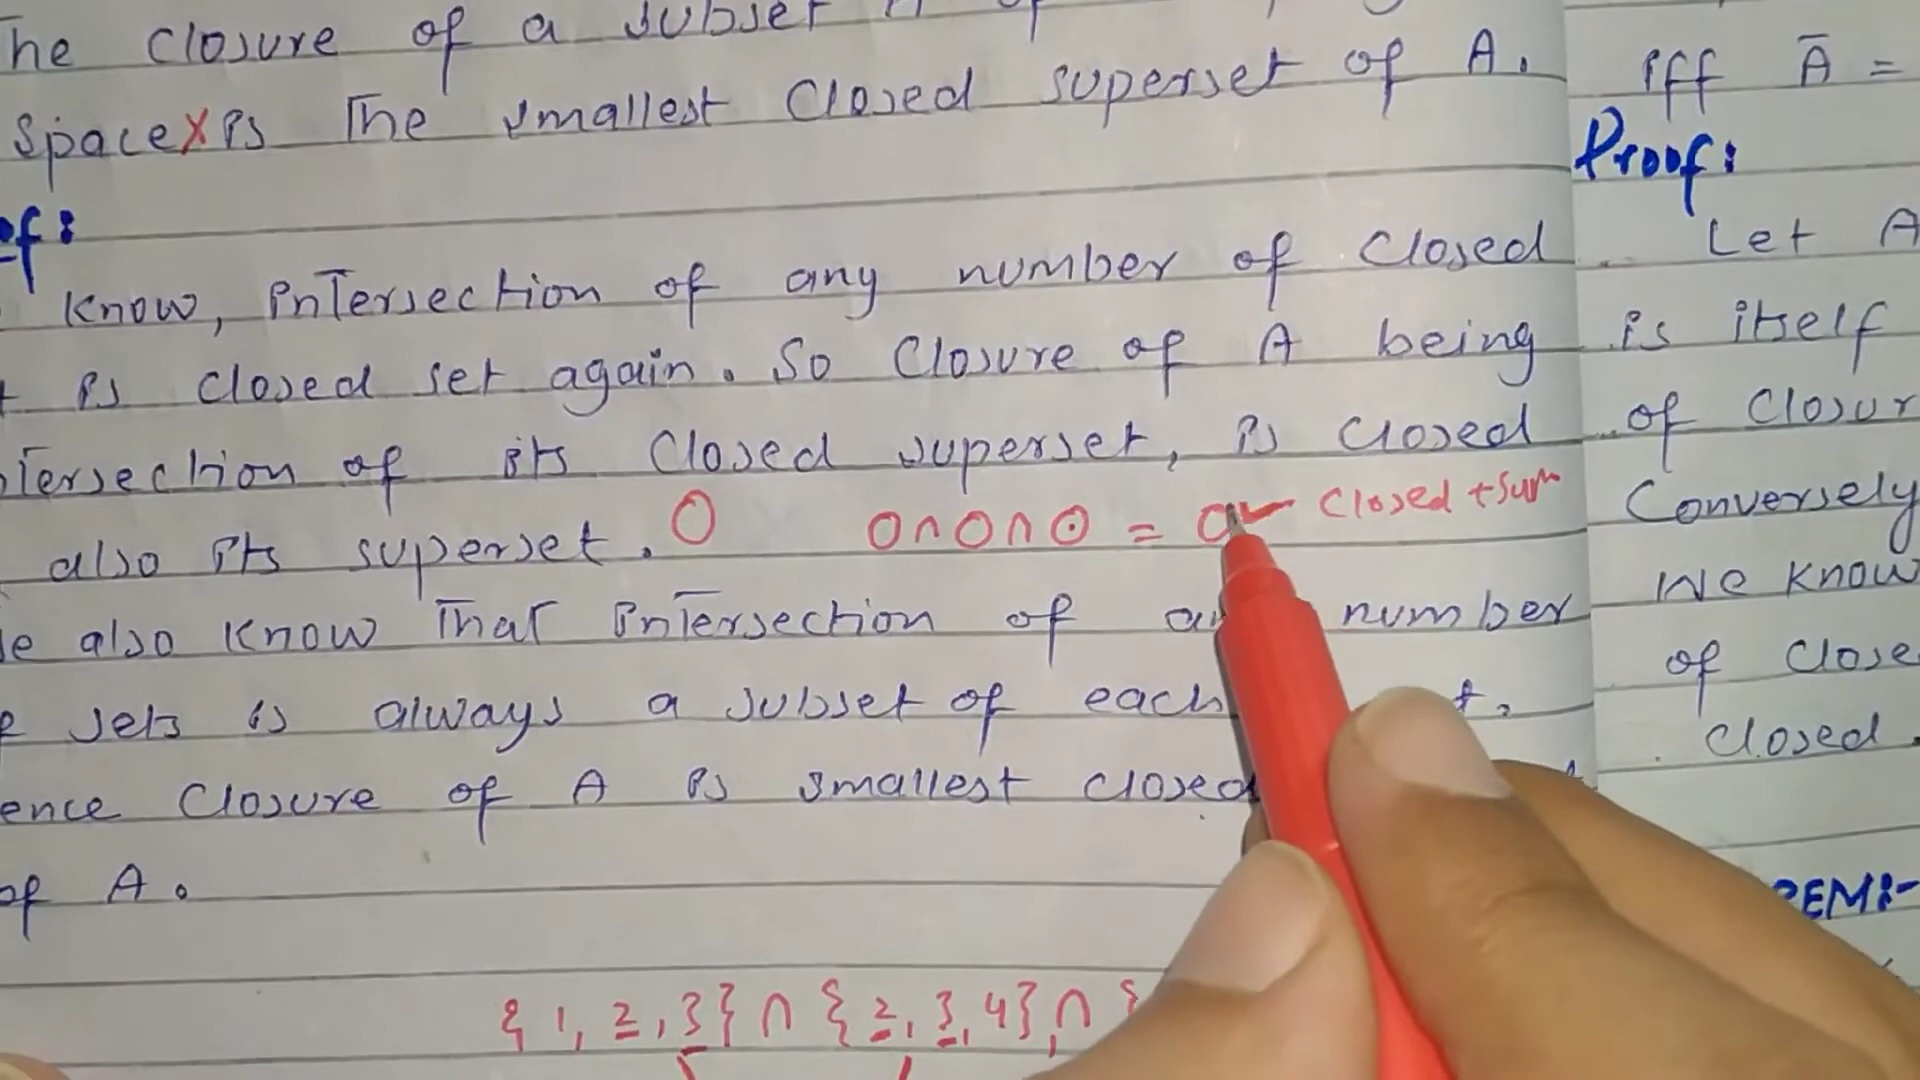 The closure of a subset
space X is The smallest closed superset of A.
of:
know, inTersection of any number of closed
is closed set again. So closure of A being
Tersection of its closed superset, is closed
also its superset. O O∩O∩O = closed +
also know That inTersection of number
sets is always a subset of each
ence closure of A is smallest closed
of A.
{1, 2, 3} ∩ {2, 3, 4} ∩ {
iff Ā =
Proof:
Let A
is itself
of closur
Conversely
We know
of close
closed.
REM:-